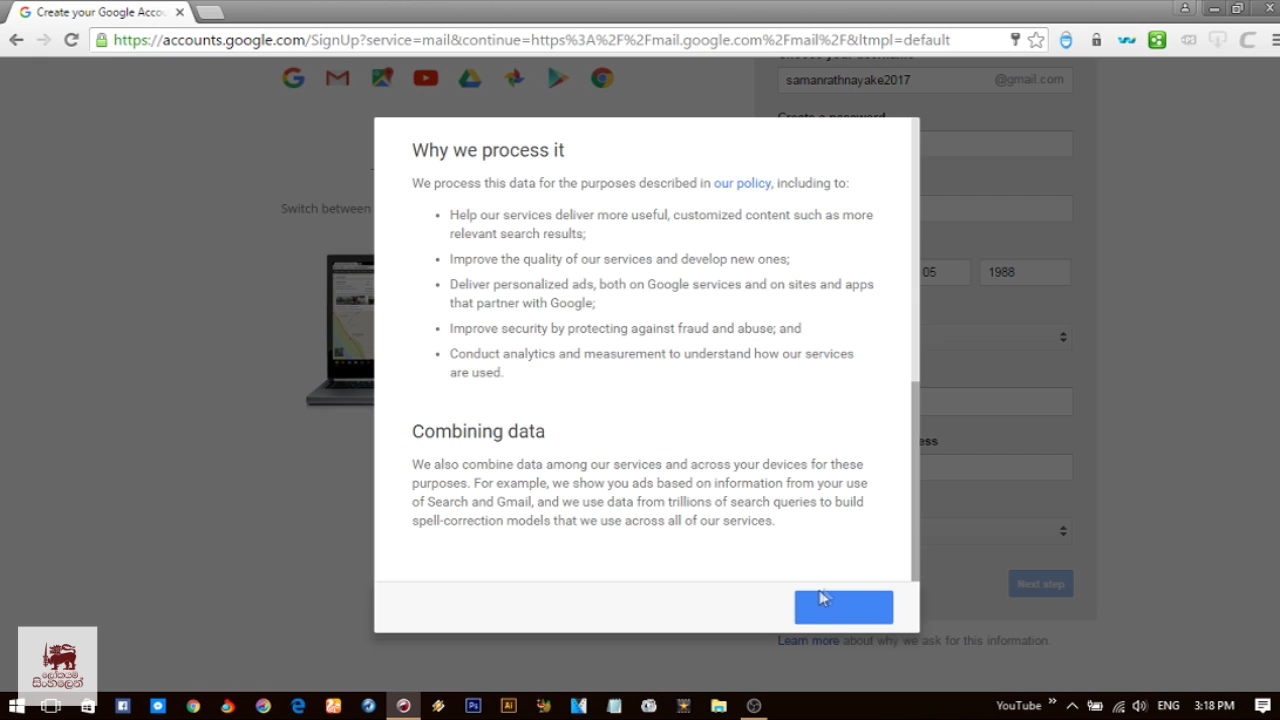 Create your Google Acco
https://accounts.google.com/SignUp?service=mail&continue=https%3A%2F%2Fmail.google.com%2Fmail%2F&ltmpl=default
samanrathnayake2017
@gmail.com
Create a password
Switch between
05
1988
Why we process it
We process this data for the purposes described in our policy, including to:
• Help our services deliver more useful, customized content such as more
relevant search results;
• Improve the quality of our services and develop new ones;
• Deliver personalized ads, both on Google services and on sites and apps
that partner with Google;
• Improve security by protecting against fraud and abuse; and
• Conduct analytics and measurement to understand how our services
are used.
Combining data
We also combine data among our services and across your devices for these
purposes. For example, we show you ads based on information from your use
of Search and Gmail, and we use data from trillions of search queries to build
spell-correction models that we use across all of our services.
ess
Next step
Learn more about why we ask for this information.
ලෝකයම
සිංහලෙන්
YouTube
ENG
3:18 PM